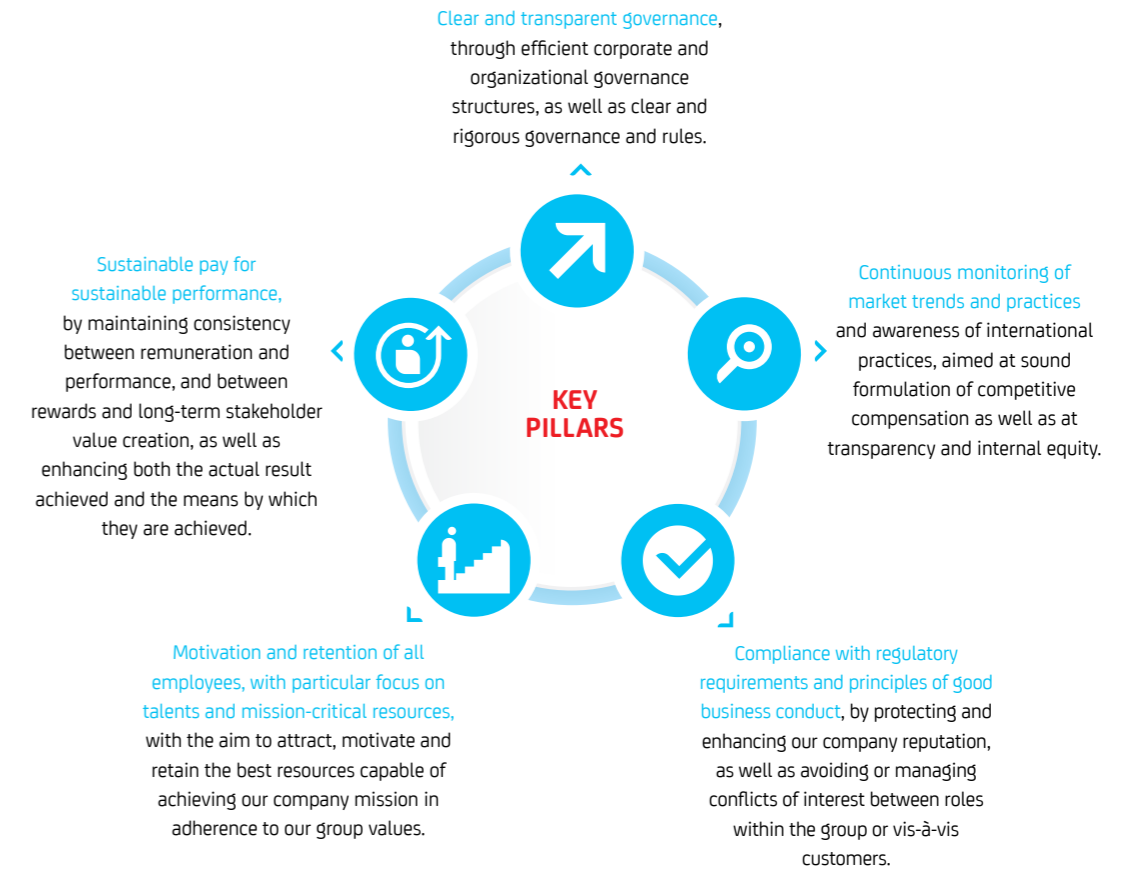 Clear and transparent governance,
through efficient corporate and
organizational governance
structures, as well as clear and
rigorous governance and rules.
Sustainable pay for
sustainable performance,
by maintaining consistency
between remuneration and
performance, and between
rewards and long-term stakeholder
value creation, as well as
enhancing both the actual result
achieved and the means by which
they are achieved.
KEY
PILLARS
Continuous monitoring of
market trends and practices
and awareness of international
practices, aimed at sound
formulation of competitive
compensation as well as at
transparency and internal equity.
Motivation and retention of all
employees, with particular focus on
talents and mission-critical resources,
with the aim to attract, motivate and
retain the best resources capable of
achieving our company mission in
adherence to our group values.
Compliance with regulatory
requirements and principles of good
business conduct, by protecting and
enhancing our company reputation,
as well as avoiding or managing
conflicts of interest between roles
within the group or vis-à-vis
customers.